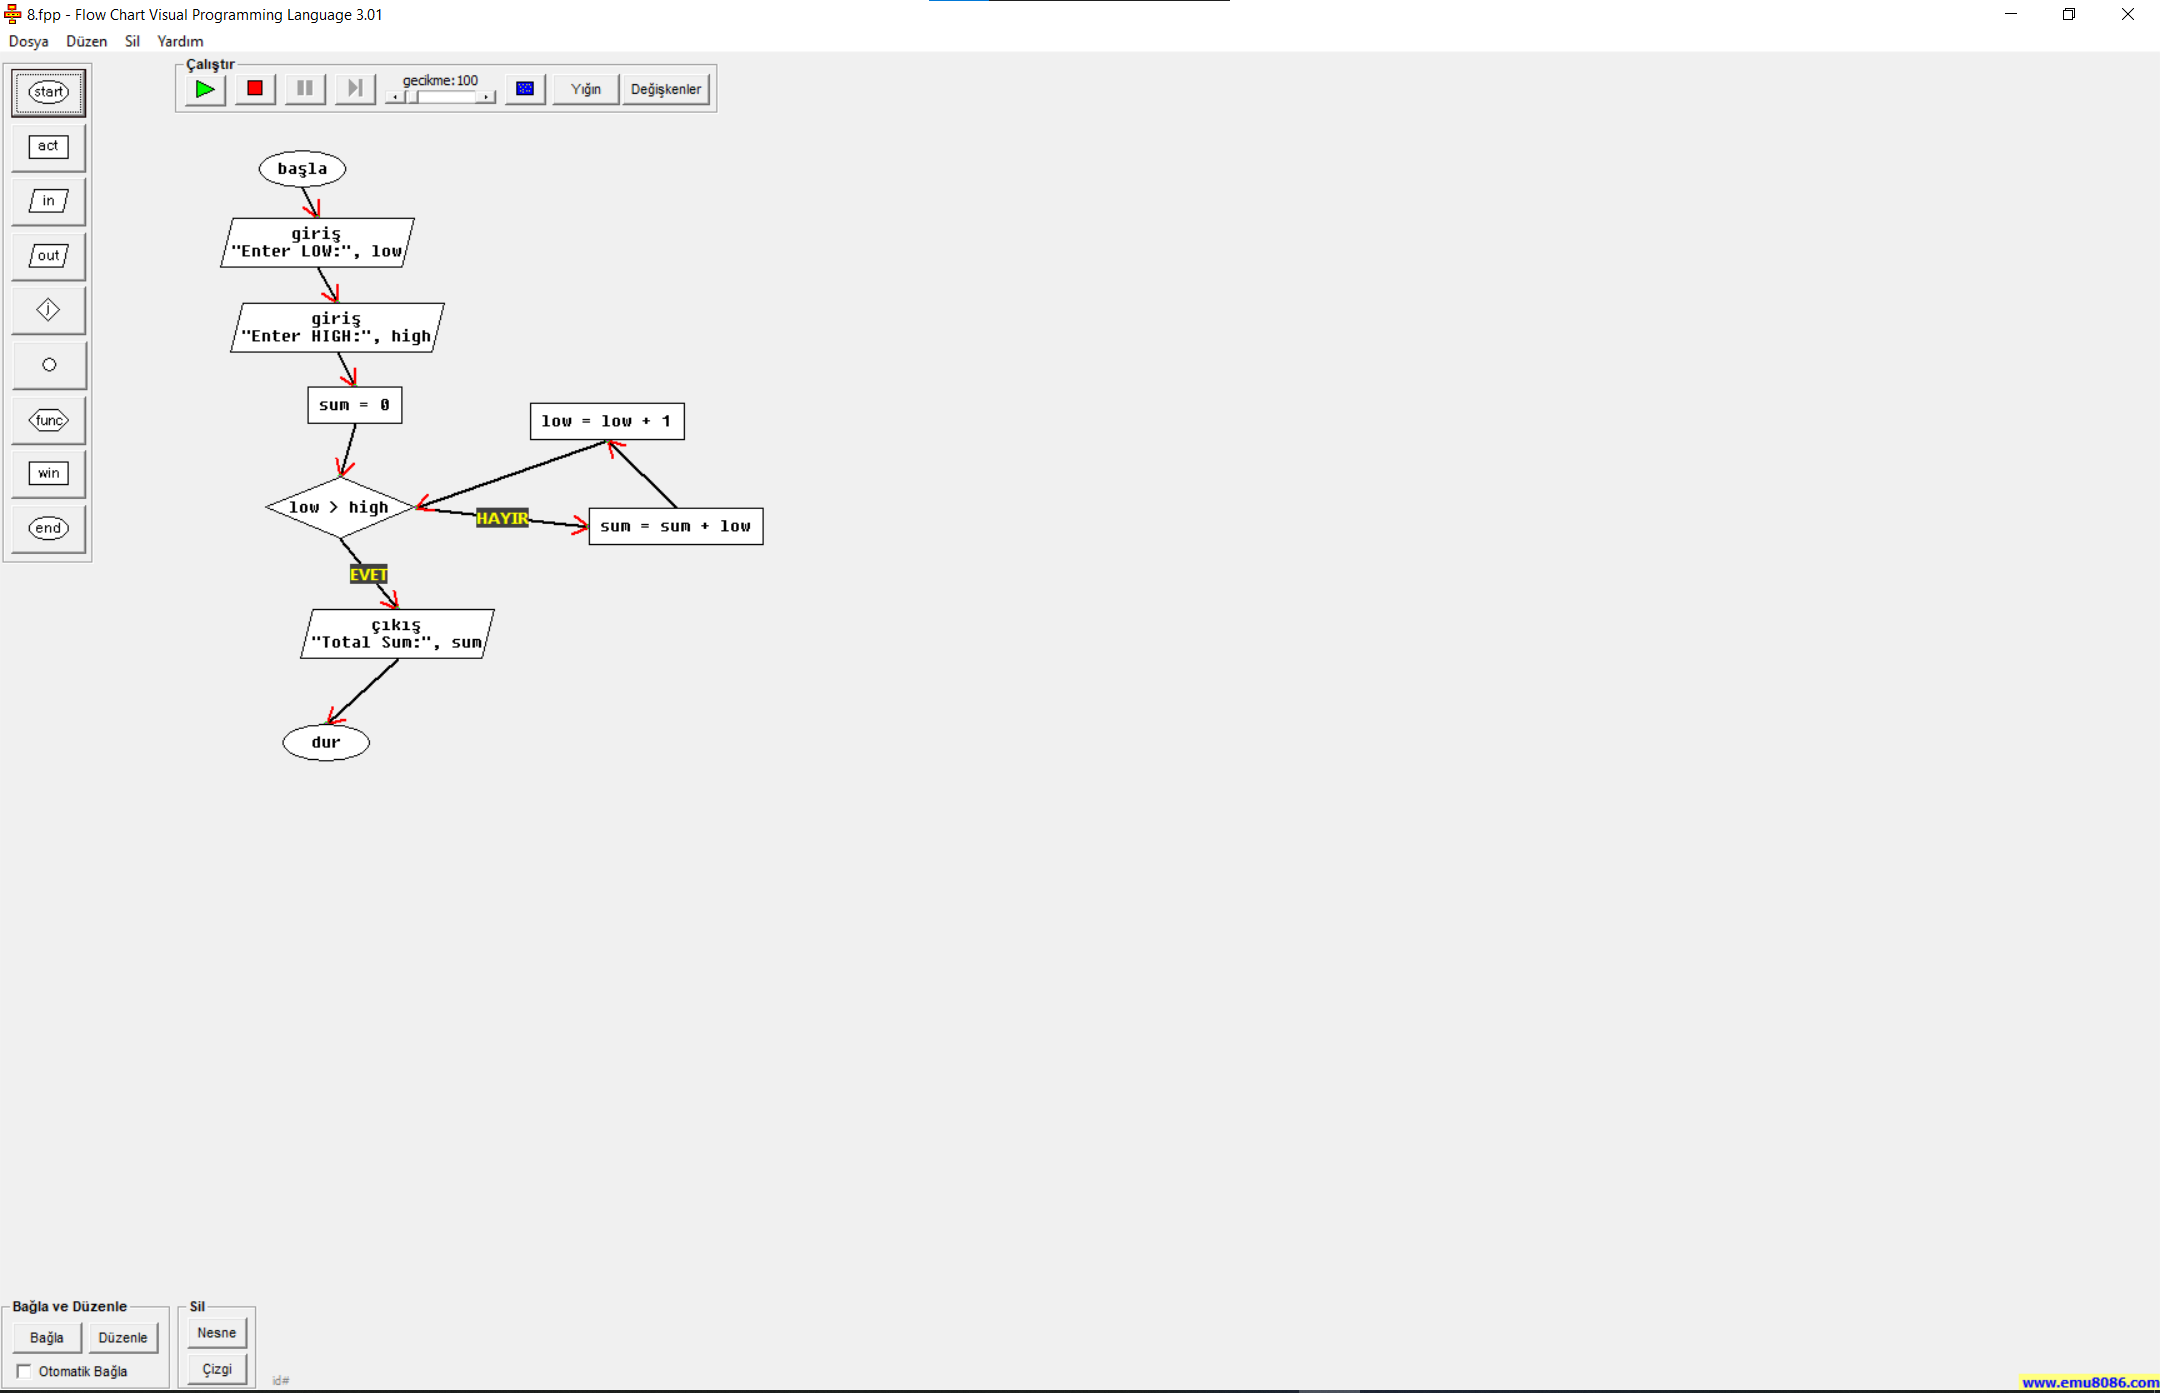 8.fpp - Flow Chart Visual Programming Language 3.01
Dosya Düzen Sil Yardım
Çalıştır
gecikme:100
Yığın
Değişkenler
start
act
in
out
j
func
win
end
başla
giriş
"Enter LOW:", low
giriş
"Enter HIGH:", high
sum = 0
low = low + 1
low > high
HAYIR
sum = sum + low
EVET
çıkış
"Total Sum:", sum
dur
Bağla ve Düzenle
Bağla
Düzenle
Otomatik Bağla
Sil
Nesne
Çizgi
id#
www.emu8086.com